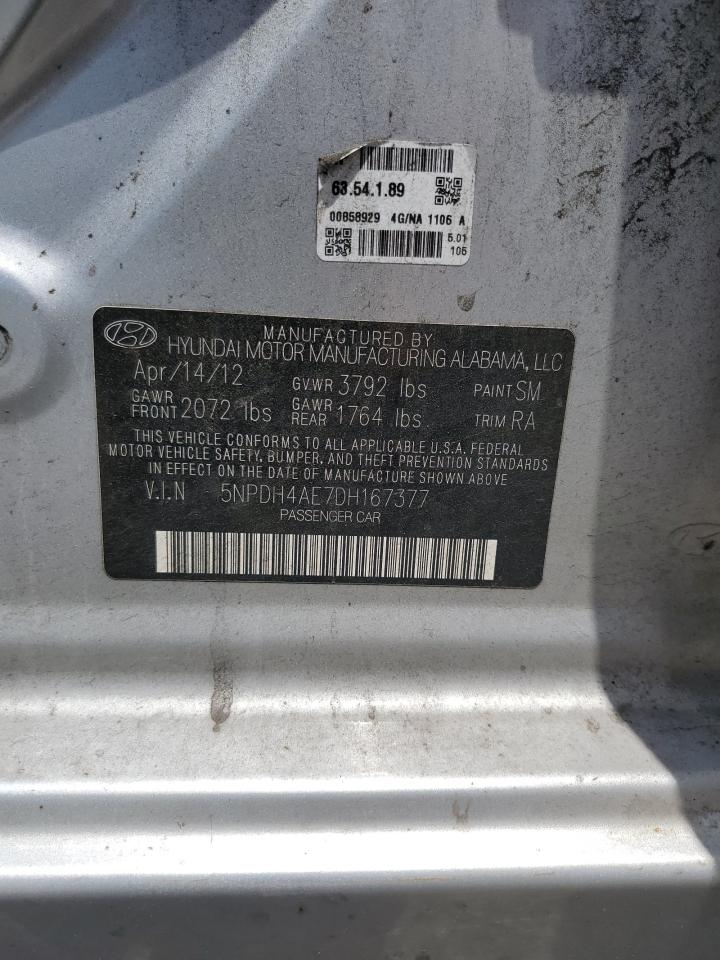 63.54.1.89
00858929 4G/NA 1106 A
5.01
106
MANUFACTURED BY
HYUNDAI MOTOR MANUFACTURING ALABAMA, LLC
Apr/14/12 GVWR 3792 lbs PAINT SM
GAWR FRONT 2072 lbs GAWR REAR 1764 lbs TRIM RA
THIS VEHICLE CONFORMS TO ALL APPLICABLE U.S.A. FEDERAL
MOTOR VEHICLE SAFETY, BUMPER, AND THEFT PREVENTION STANDARDS
IN EFFECT ON THE DATE OF MANUFACTURE SHOWN ABOVE
V.I.N 5NPDH4AE7DH167377
PASSENGER CAR